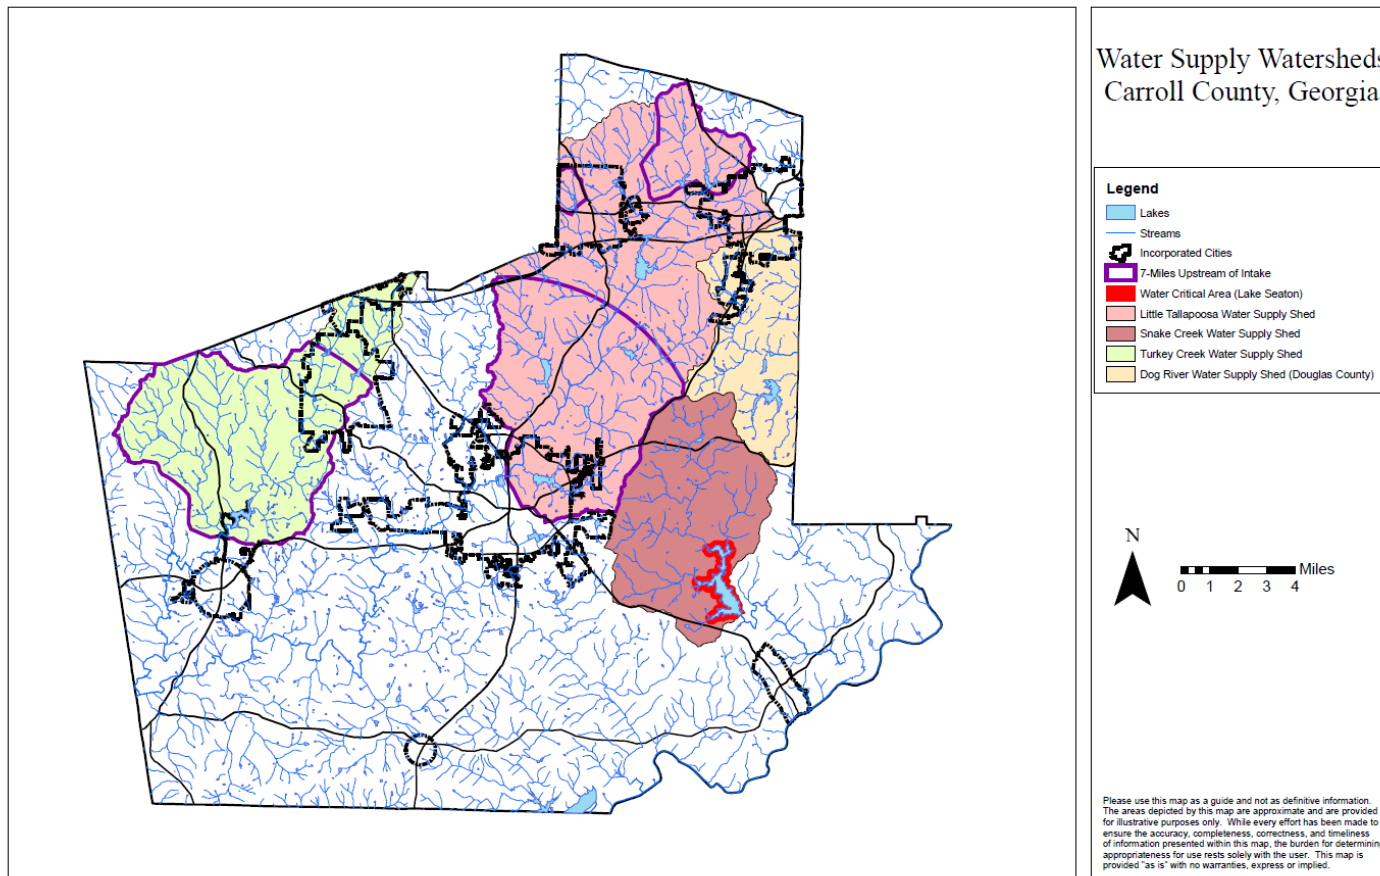 Water Supply Watersheds
Carroll County, Georgia
Legend
Lakes
Streams
Incorporated Cities
7-Miles Upstream of Intake
Water Critical Area (Lake Seaton)
Little Tallapoosa Water Supply Shed
Snake Creek Water Supply Shed
Turkey Creek Water Supply Shed
Dog River Water Supply Shed (Douglas County)
N
Miles
0 1 2 3 4
Please use this map as a guide and not as definitive information.
The areas depicted by this map are approximate and are provided
for illustrative purposes only. While every effort has been made to
ensure the accuracy, completeness, correctness, and timeliness
of information presented within this map, the burden for determining
appropriateness for use rests solely with the user. This map is
provided "as is" with no warranties, express or implied.